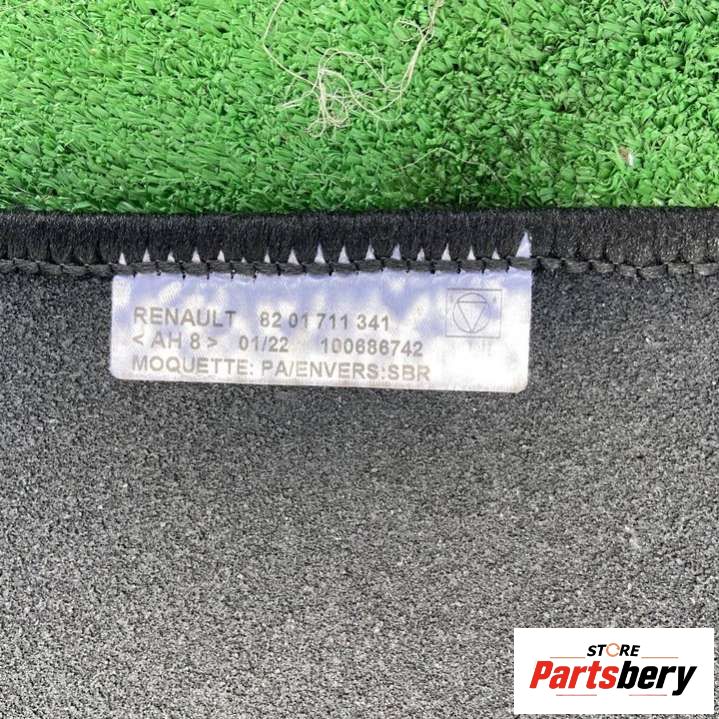 RENAULT 82 01 711 341
< AH 8 > 01/22 100686742
MOQUETTE: PA/ENVERS:SBR
STORE
Partsbery